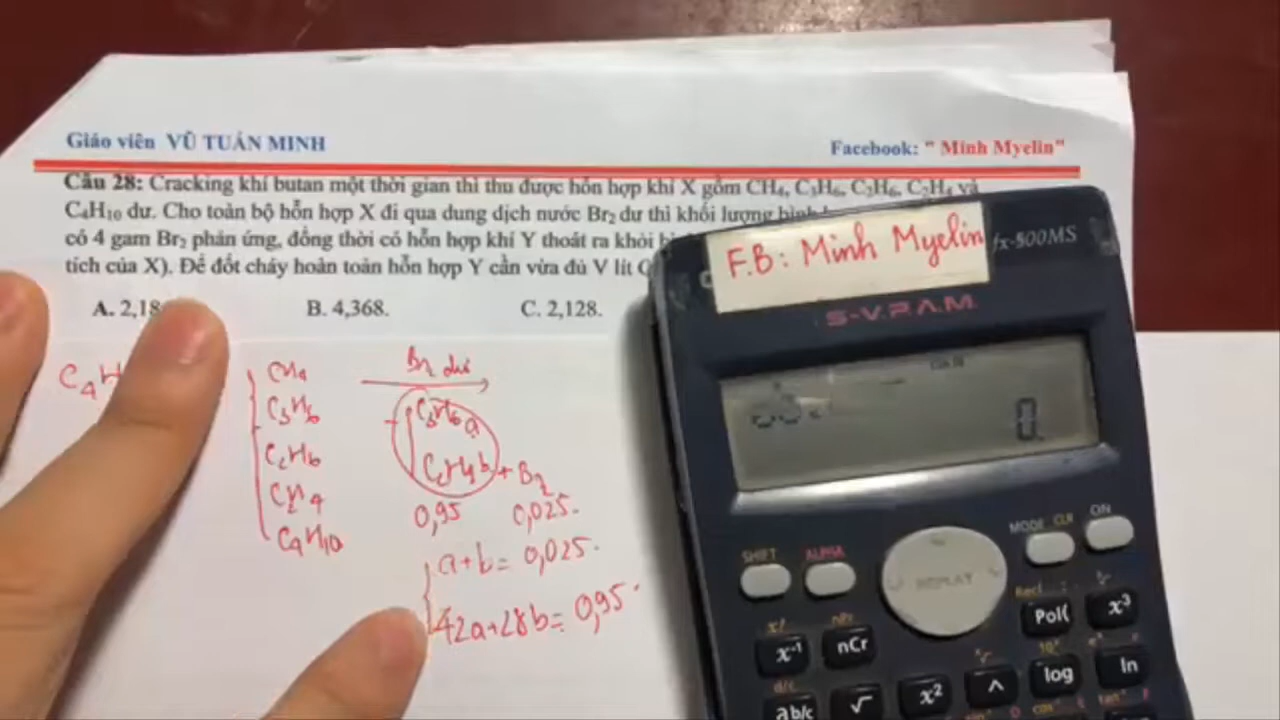 Giáo viên VŨ TUẤN MINH
Facebook: " Minh Myelin"
Câu 28: Cracking khí butan một thời gian thì thu được hỗn hợp khí X gồm CH₄, C₃H₆, C₂H₆, C₂H₄ và
C₄H₁₀ dư. Cho toàn bộ hỗn hợp X đi qua dung dịch nước Br₂ dư thì khối lượng bình
có 4 gam Br₂ phản ứng, đồng thời có hỗn hợp khí Y thoát ra khỏi
tích của X). Để đốt cháy hoàn toàn hỗn hợp Y cần vừa đủ V lít
A. 2,18
B. 4,368.
C. 2,128.
C₄H
CH₄
C₃H₆
C₂H₆
C₂H₄
C₄H₁₀
Br₂ dư
C₃H₆ a
C₂H₄ b + Br₂
0,95 0,025.
a+b = 0,025.
42a+28b = 0,95
F.B: Minh Myelin
fx-500MS
S-V.P.A.M.
0.
SHIFT ALPHA MODE CLR ON
REPLAY
x! nPr Rec( :
x⁻¹ nCr Pol( x³
d/c
ab/c √ x² ^ log ln